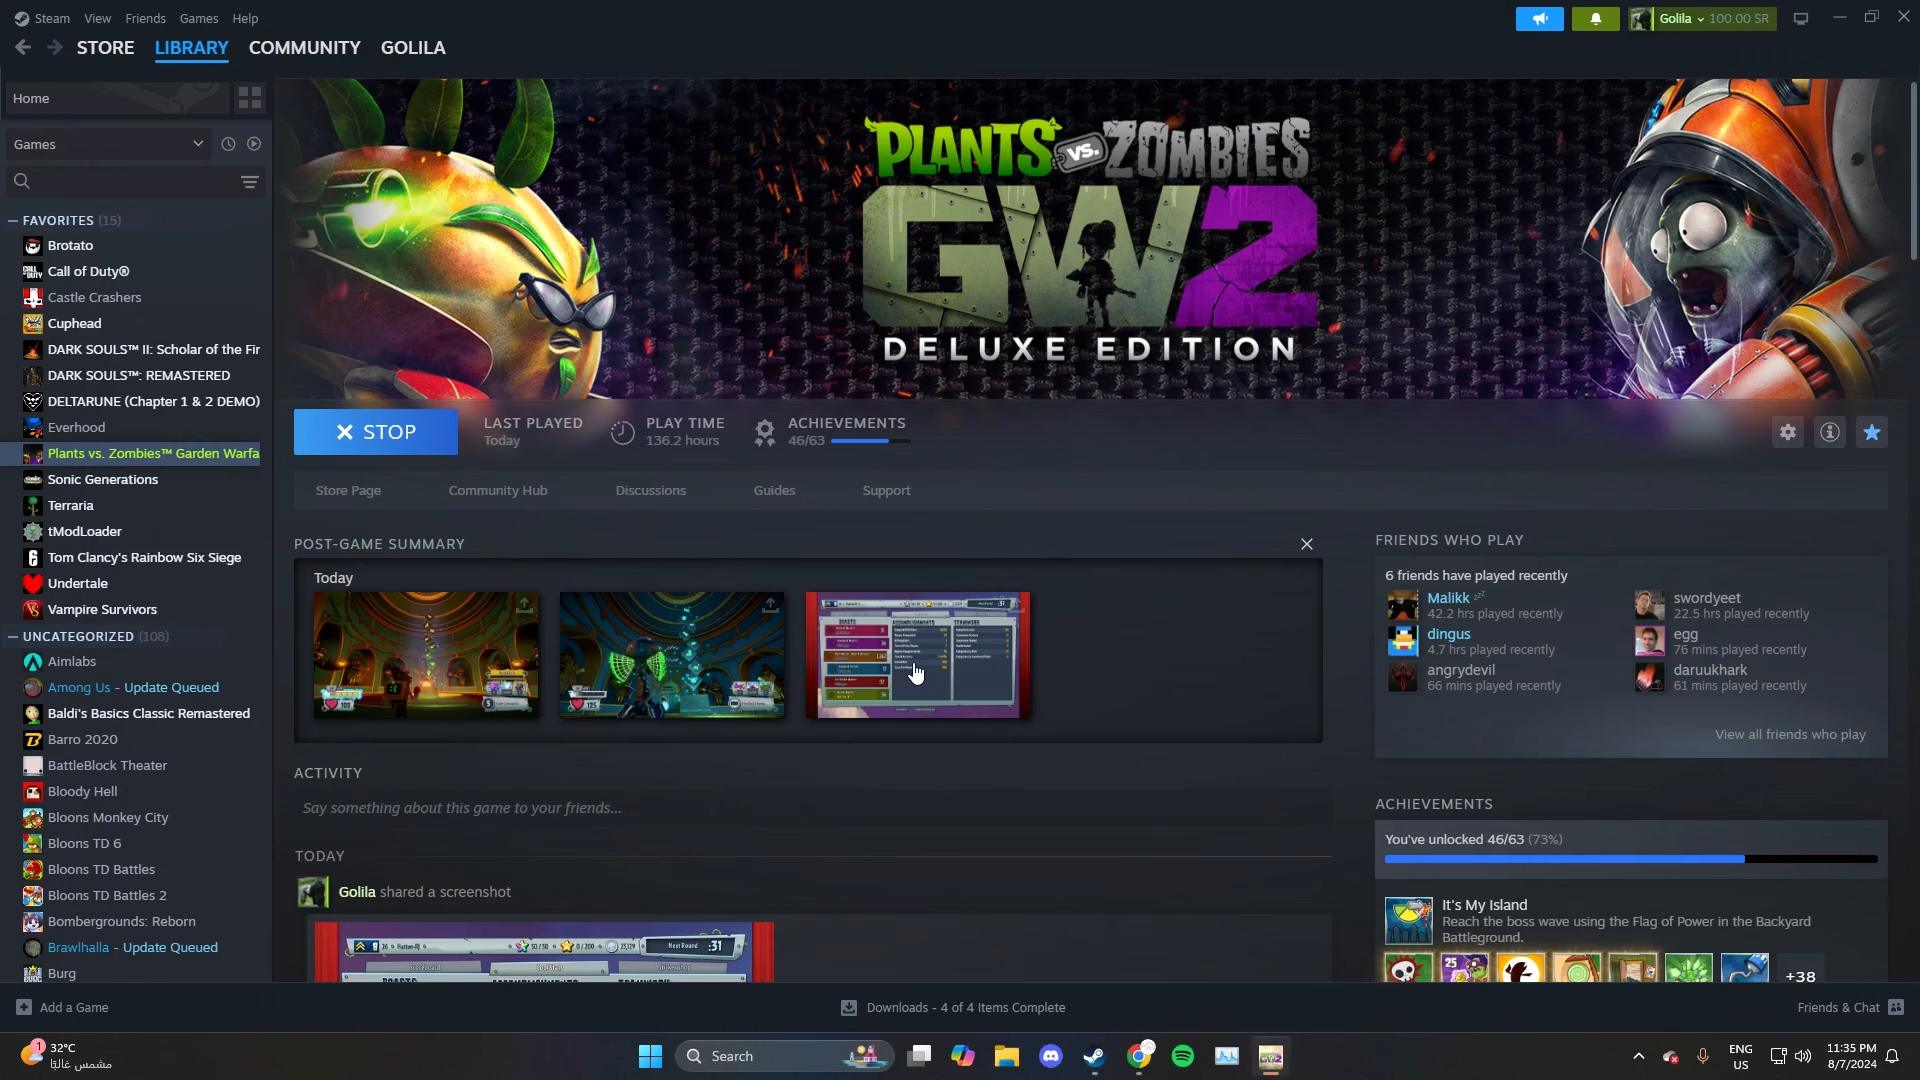 Steam View Friends Games Help
Golila 100.00 SR
STORE LIBRARY COMMUNITY GOLILA
Home
Games
FAVORITES (15)
Brotato
Call of Duty®
Castle Crashers
Cuphead
DARK SOULS™ II: Scholar of the Fir
DARK SOULS™: REMASTERED
DELTARUNE (Chapter 1 & 2 DEMO)
Everhood
Plants vs. Zombies™ Garden Warfa
Sonic Generations
Terraria
tModLoader
Tom Clancy's Rainbow Six Siege
Undertale
Vampire Survivors
UNCATEGORIZED (108)
Aimlabs
Among Us - Update Queued
Baldi's Basics Classic Remastered
Barro 2020
BattleBlock Theater
Bloody Hell
Bloons Monkey City
Bloons TD 6
Bloons TD Battles
Bloons TD Battles 2
Bombergrounds: Reborn
Brawlhalla - Update Queued
Burg
PLANTS vs. ZOMBIES
GW2
DELUXE EDITION
STOP
LAST PLAYED
Today
PLAY TIME
136.2 hours
ACHIEVEMENTS
46/63
Store Page Community Hub Discussions Guides Support
POST-GAME SUMMARY
Today
ACTIVITY
Say something about this game to your friends...
TODAY
Golila shared a screenshot
Next Round :31
FRIENDS WHO PLAY
6 friends have played recently
Malikk zzZ
42.2 hrs played recently
swordyeet
22.5 hrs played recently
dingus
4.7 hrs played recently
egg
76 mins played recently
angrydevil
66 mins played recently
daruukhark
61 mins played recently
View all friends who play
ACHIEVEMENTS
You've unlocked 46/63 (73%)
It's My Island
Reach the boss wave using the Flag of Power in the Backyard
Battleground.
25
+38
Add a Game
Downloads - 4 of 4 Items Complete
Friends & Chat
1
32°C
مشمس غالبًا
Search
ENG
US
11:35 PM
8/7/2024